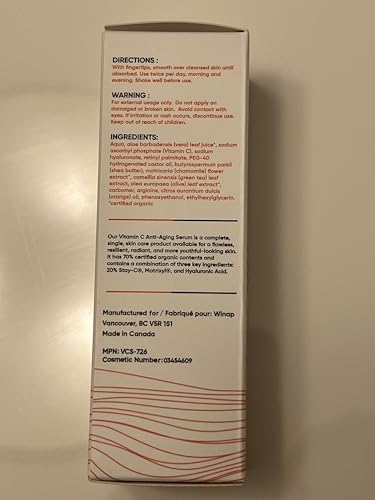 DIRECTIONS :
With fingertips, smooth over cleansed skin until
absorbed. Use twice per day, morning and
evening. Shake well before use.
WARNING :
For external usage only. Do not apply on
damaged or broken skin. Avoid contact with
eyes. If irritation or rash occurs, discontinue use.
Keep out of reach of children.
INGREDIENTS:
Aqua, aloe barbadensis (vera) leaf juice*, sodium
ascorbyl phosphate (Vitamin C), sodium
hyaluronate, retinyl palmitate, PEG-40
hydrogenated castor oil, butyrospermum parkii
(shea butter), matricaria (chamomile) flower
extract*, camellia sinensis (green tea) leaf
extract*, olea europaea (olive) leaf extract*,
carbomer, arginine, citrus aurantium dulcis
(orange) oil, phenoxyethanol, ethylhexylglycerin.
*certified organic
Our Vitamin C Anti-Aging Serum is a complete,
single, skin care product available for a flawless,
resilient, radiant, and more youthful-looking skin.
It has 70% certified organic contents and
contains a combination of three key ingredients:
20% Stay-C®, Matrixyl®, and Hyaluronic Acid.
Manufactured for / Fabriqué pour: Winap
Vancouver, BC V5R 1S1
Made in Canada
MPN: VCS-726
Cosmetic Number: 03454609